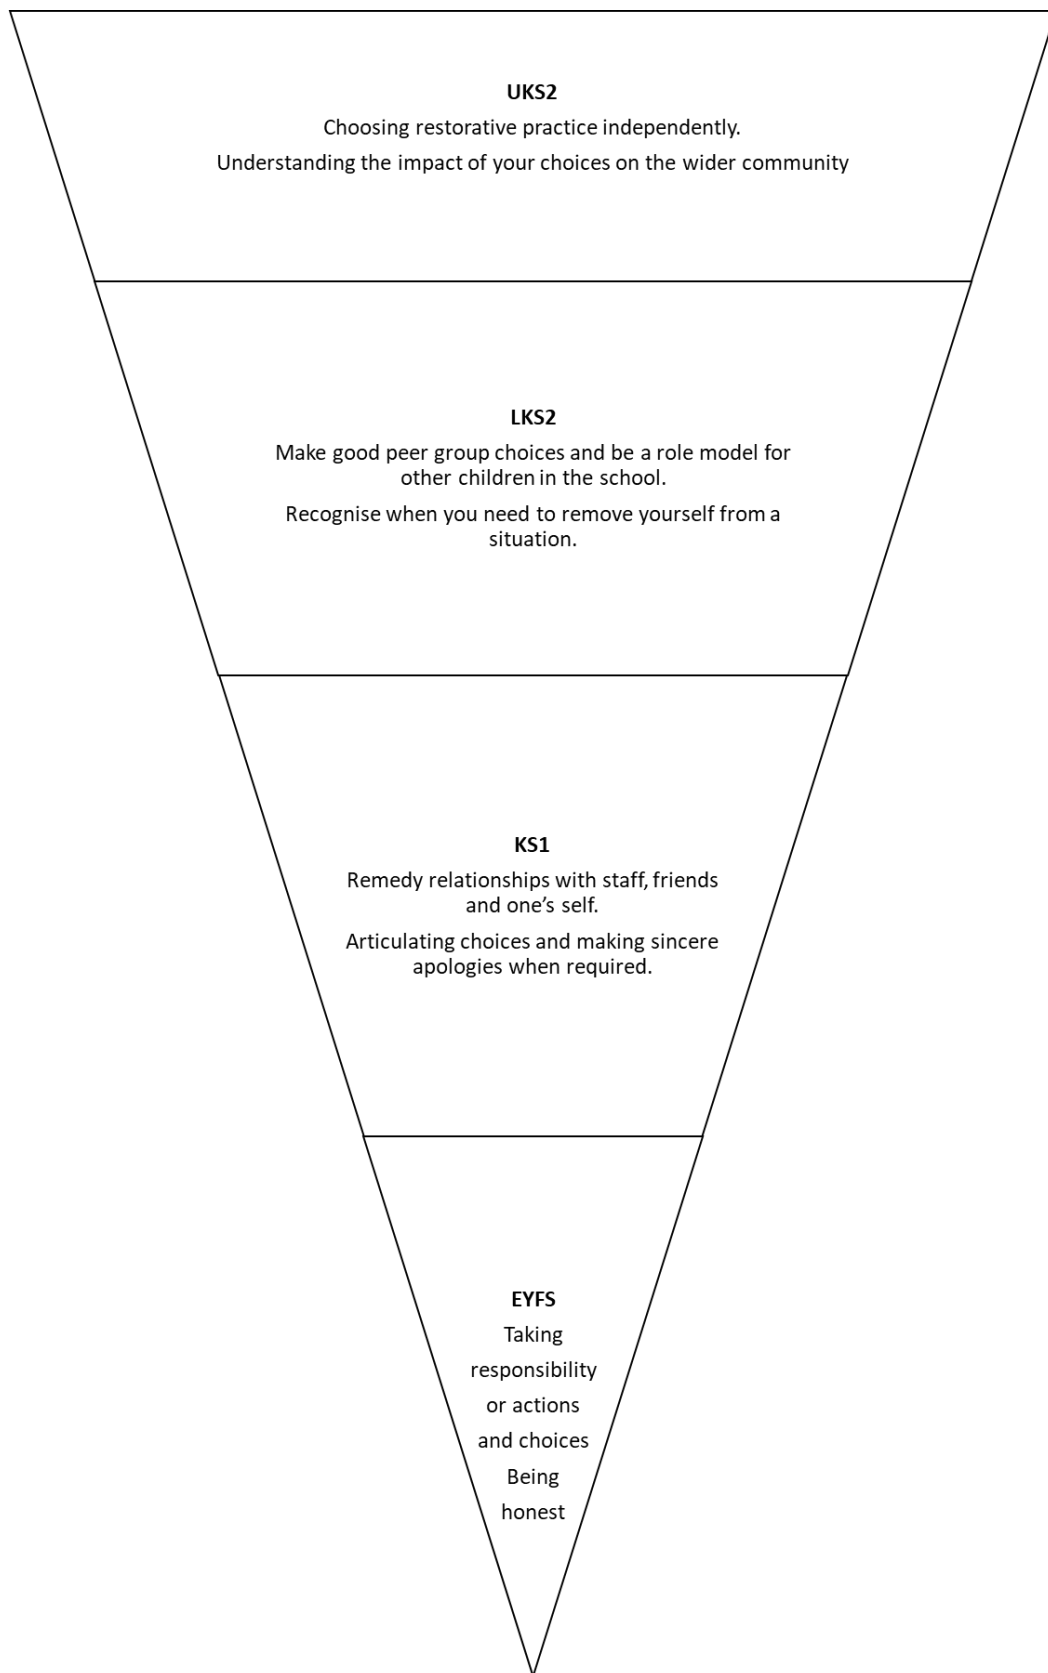 UKS2
Choosing restorative practice independently.
Understanding the impact of your choices on the wider community
LKS2
Make good peer group choices and be a role model for
other children in the school.
Recognise when you need to remove yourself from a
situation.
KS1
Remedy relationships with staff, friends
and one’s self.
Articulating choices and making sincere
apologies when required.
EYFS
Taking
responsibility
or actions
and choices
Being
honest